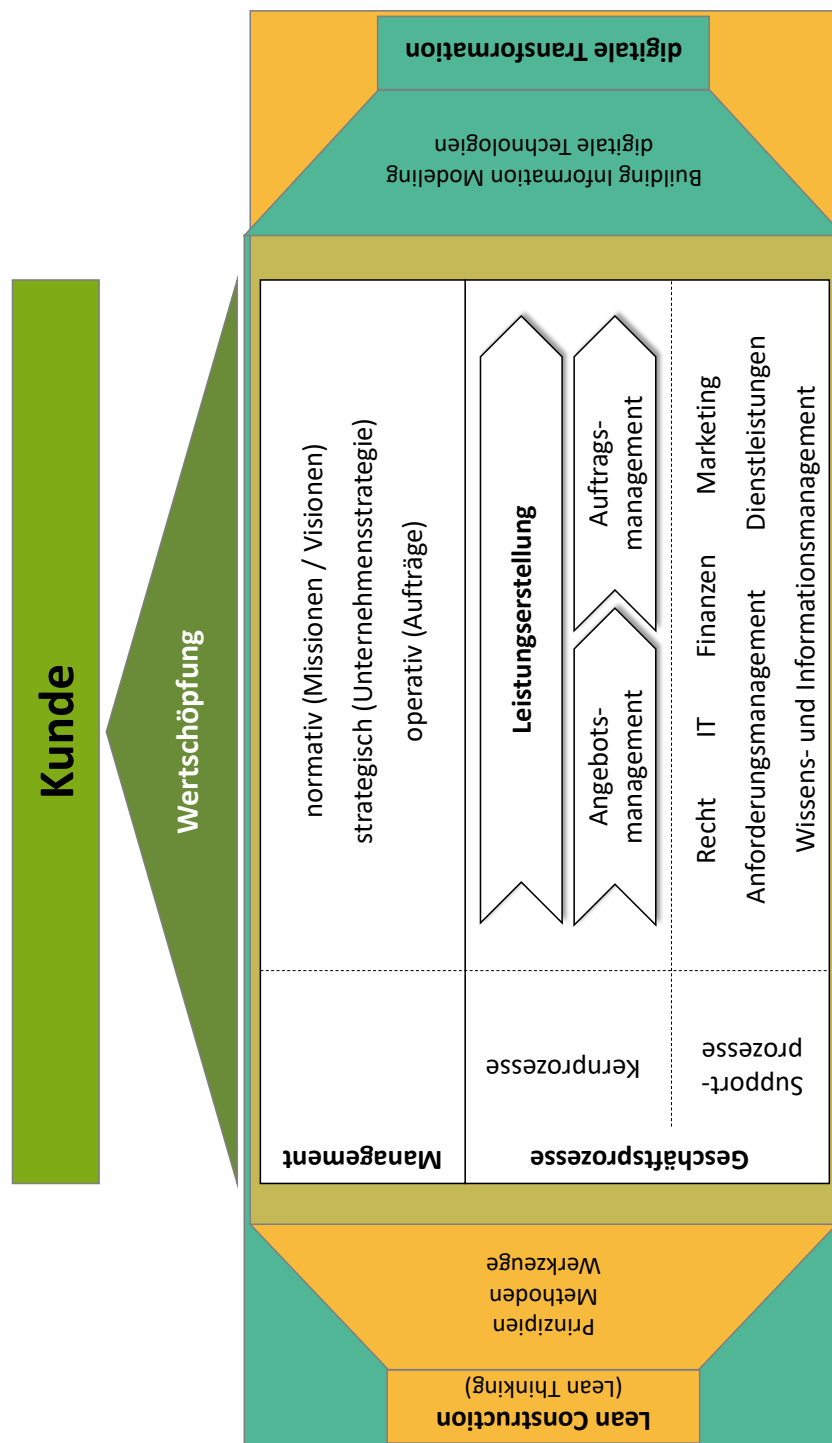 Kunde
Wertschöpfung
Management
normativ (Missionen / Visionen)
strategisch (Unternehmensstrategie)
operativ (Aufträge)
Geschäftsprozesse
Kernprozesse
Leistungserstellung
Angebots-
management
Auftrags-
management
Support-
prozesse
Recht IT Finanzen Marketing
Anforderungsmanagement Dienstleistungen
Wissens- und Informationsmanagement
Lean Construction
(Lean Thinking)
Prinzipien
Methoden
Werkzeuge
Building Information Modeling
digitale Technologien
digitale Transformation